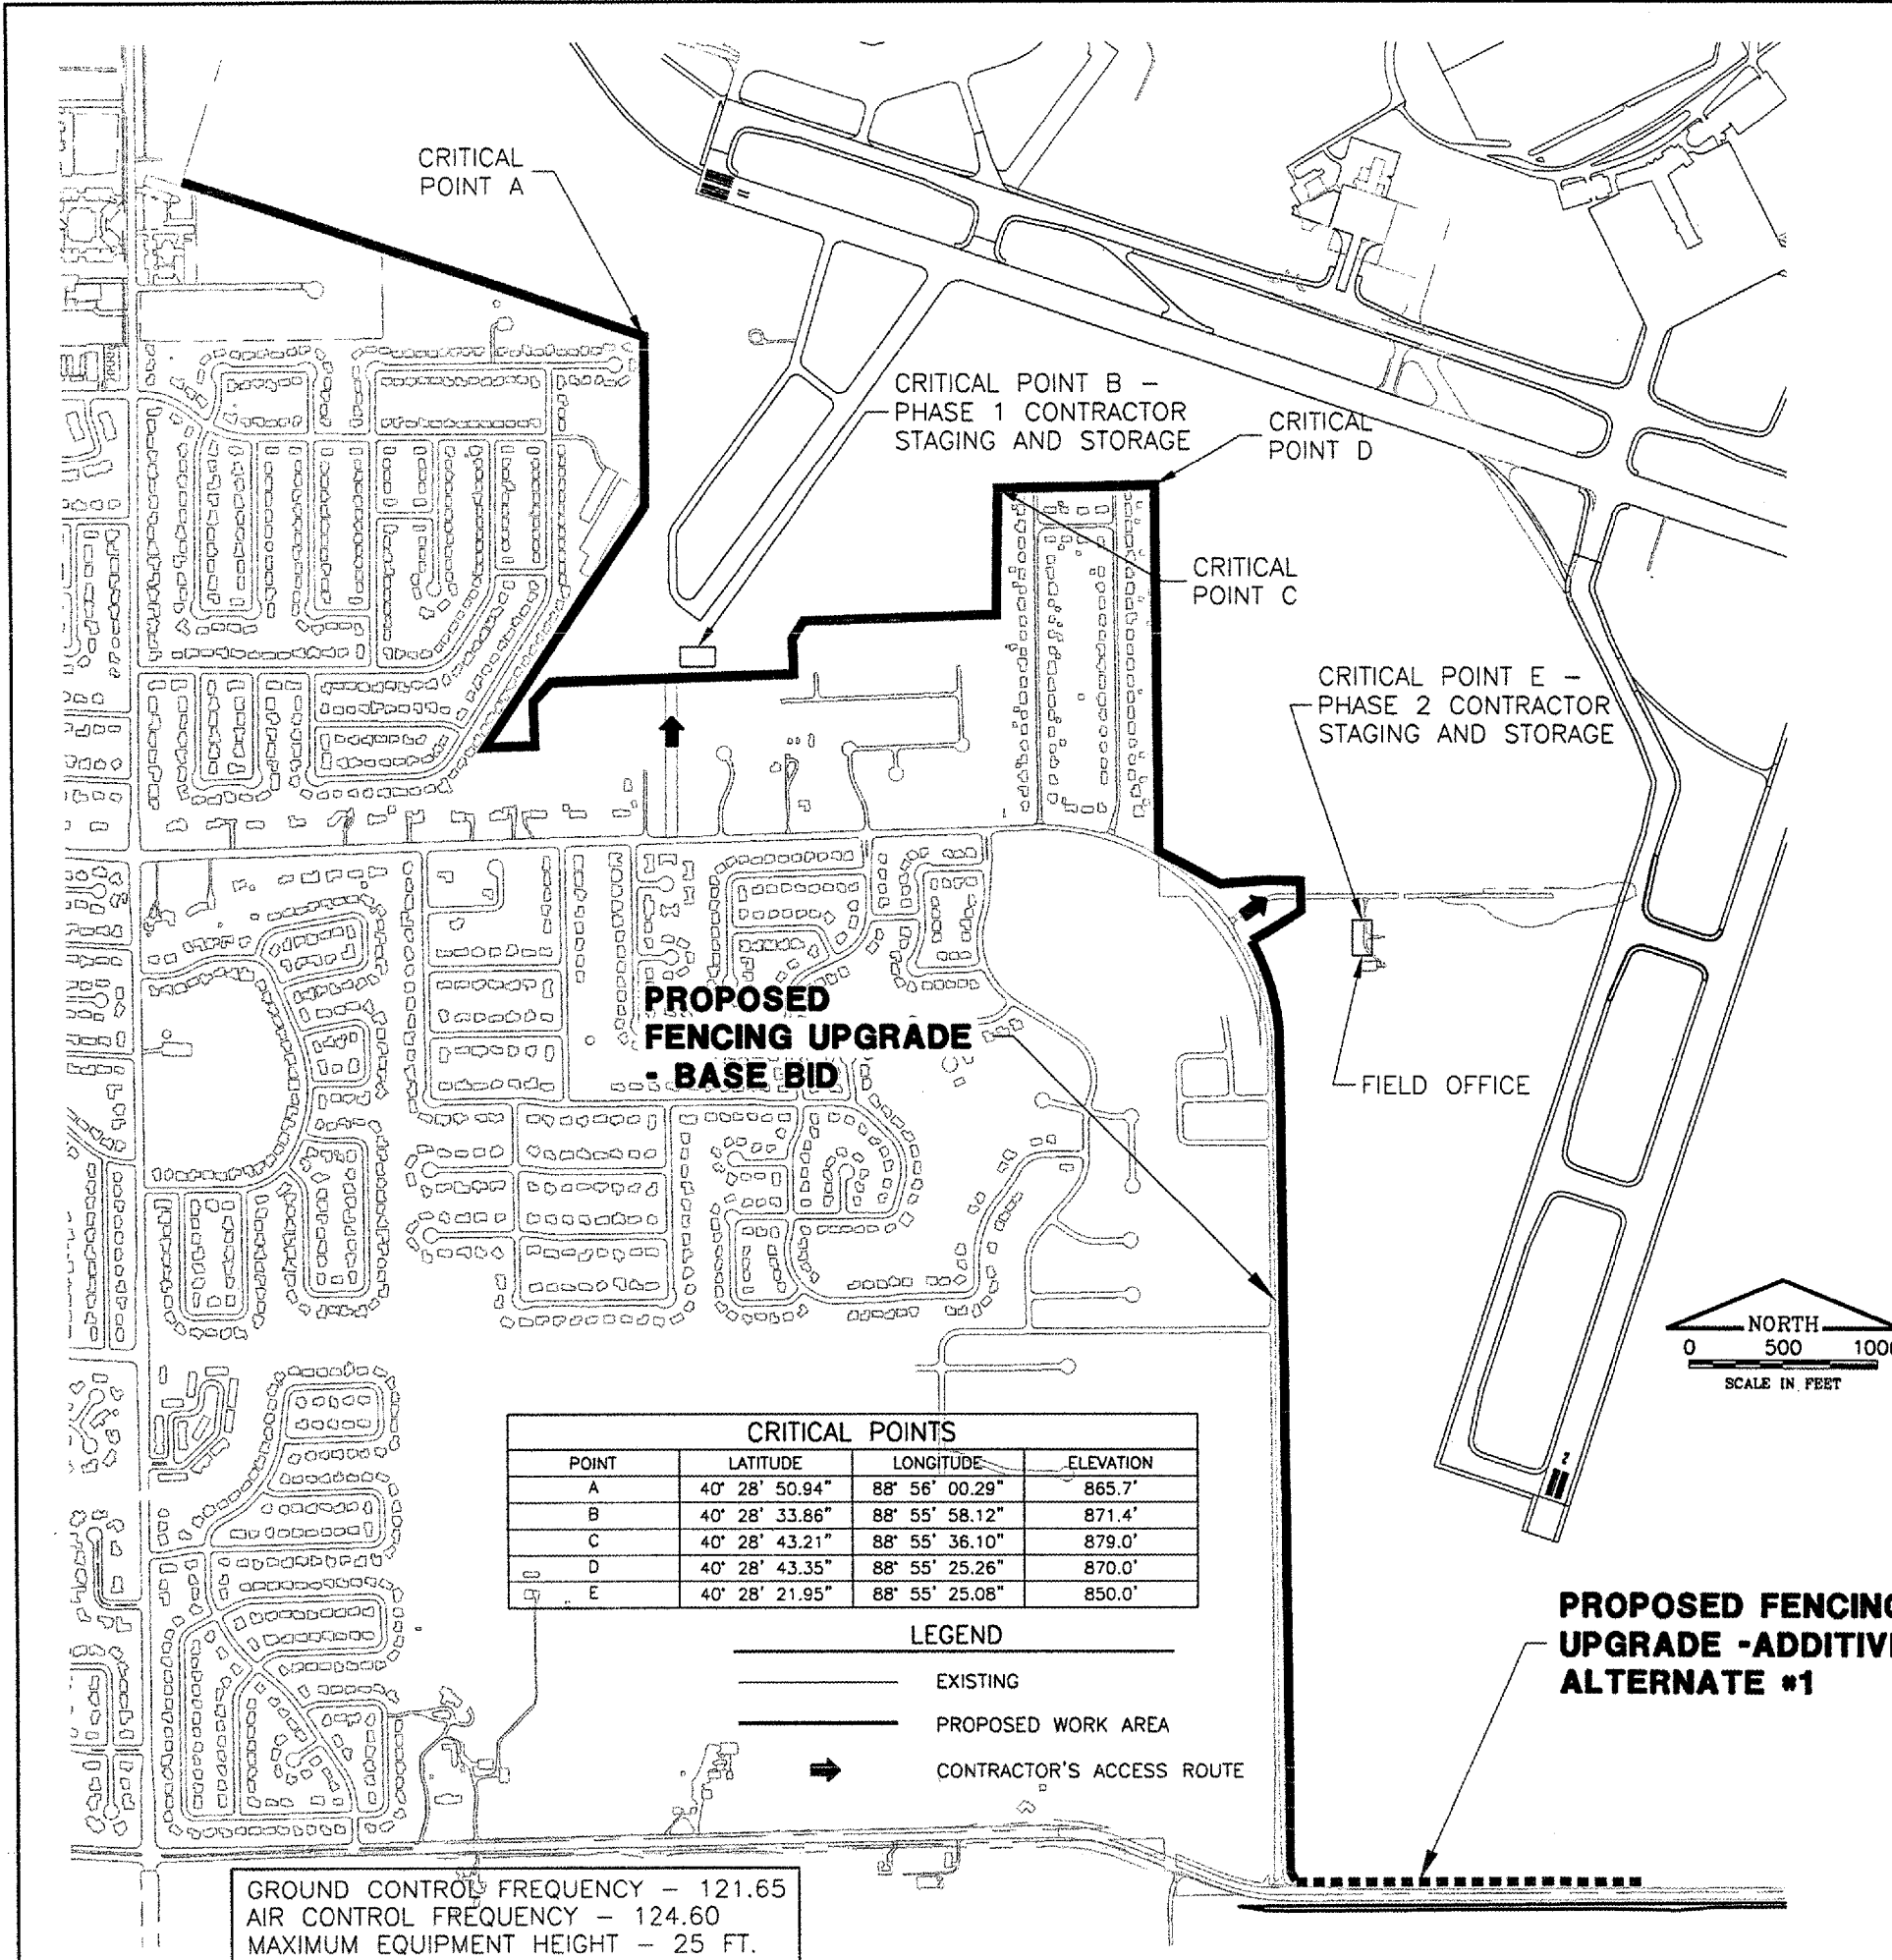 CRITICAL
POINT A
CRITICAL POINT B –
PHASE 1 CONTRACTOR
STAGING AND STORAGE
CRITICAL
POINT D
CRITICAL
POINT C
CRITICAL POINT E –
PHASE 2 CONTRACTOR
STAGING AND STORAGE
PROPOSED
FENCING UPGRADE
- BASE BID
FIELD OFFICE
NORTH
0 500 100
SCALE IN FEET
CRITICAL POINTS
POINT LATITUDE LONGITUDE ELEVATION
A 40° 28' 50.94" 88° 56' 00.29" 865.7'
B 40° 28' 33.86" 88° 55' 58.12" 871.4'
C 40° 28' 43.21" 88° 55' 36.10" 879.0'
D 40° 28' 43.35" 88° 55' 25.26" 870.0'
E 40° 28' 21.95" 88° 55' 25.08" 850.0'
2
PROPOSED FENCING
UPGRADE -ADDITIVE
ALTERNATE #1
LEGEND
EXISTING
PROPOSED WORK AREA
CONTRACTOR'S ACCESS ROUTE
GROUND CONTROL FREQUENCY – 121.65
AIR CONTROL FREQUENCY – 124.60
MAXIMUM EQUIPMENT HEIGHT – 25 FT.